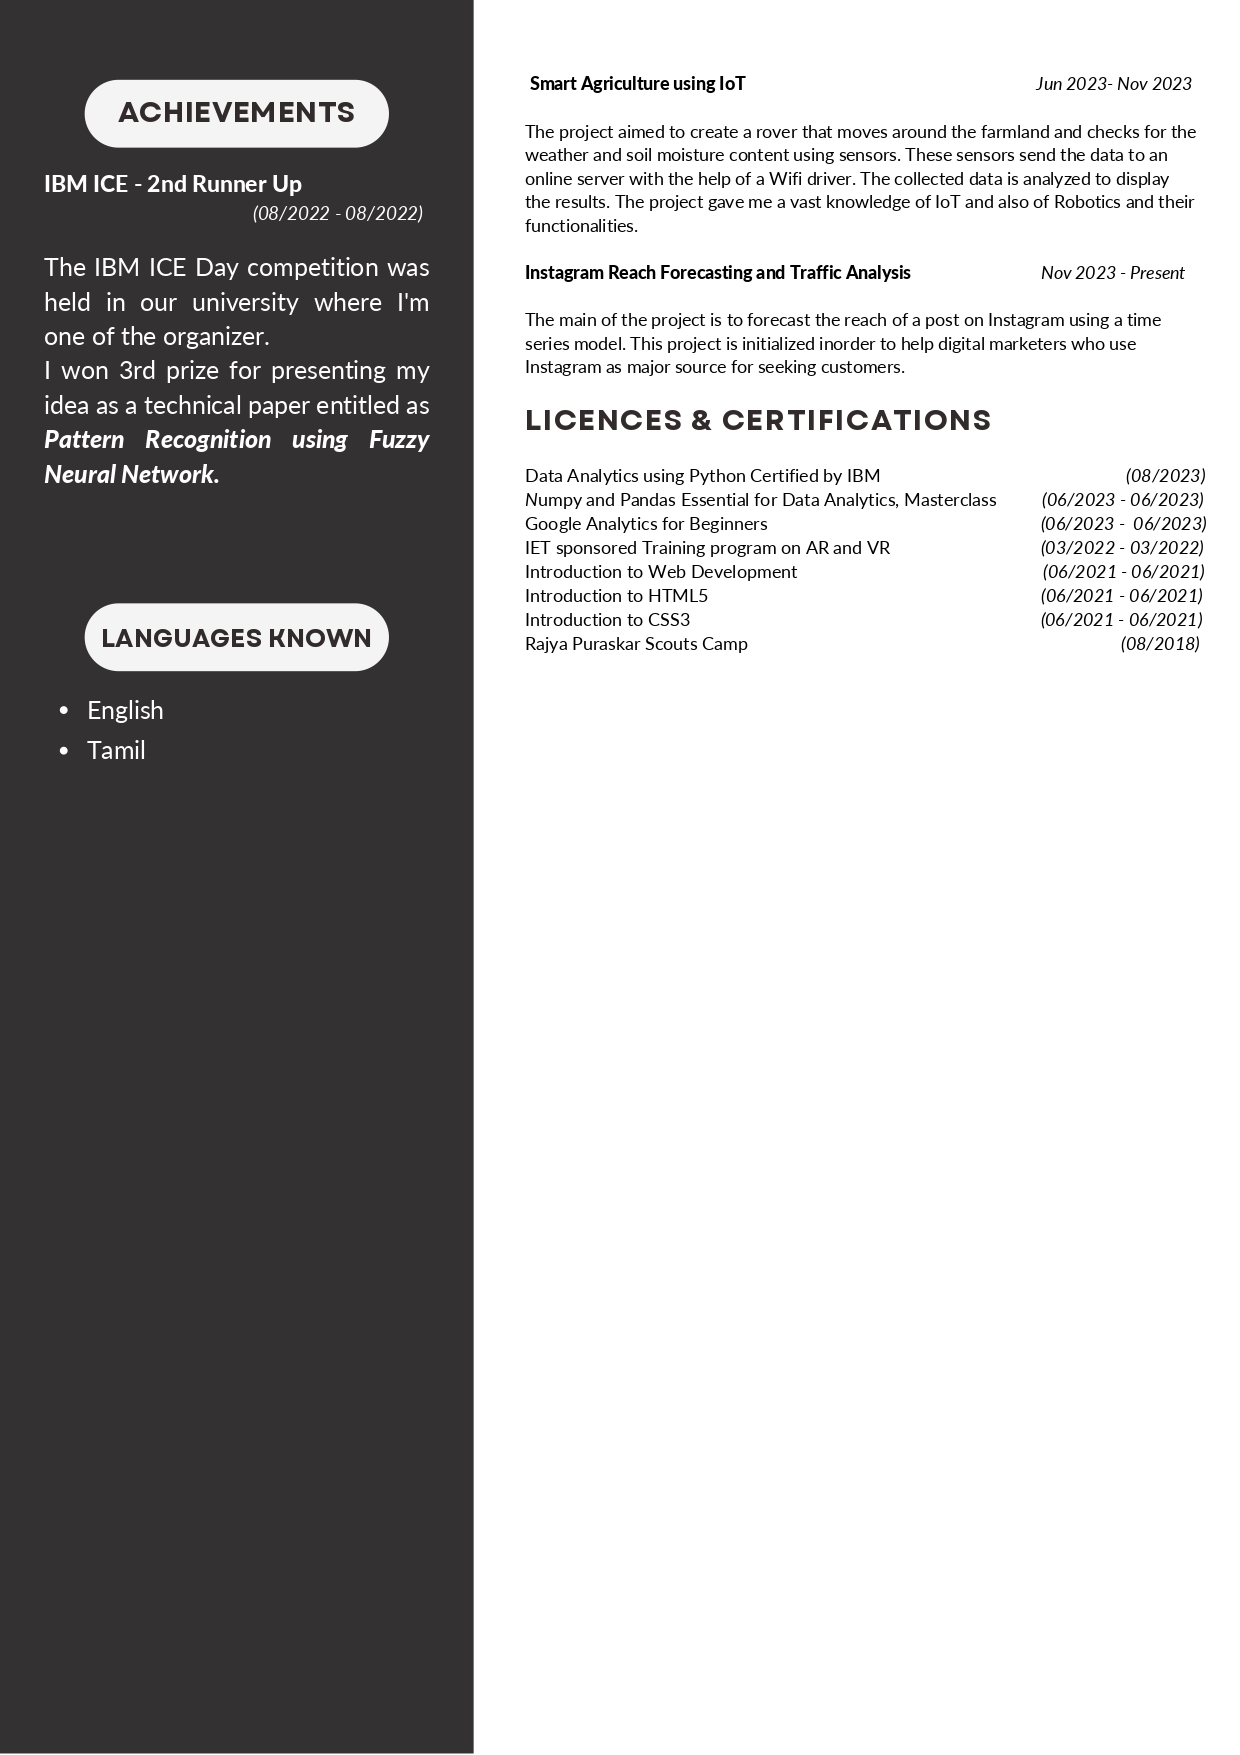 ACHIEVEMENTS
IBM ICE - 2nd Runner Up
(08/2022 - 08/2022)
The IBM ICE Day competition was
held in our university where I'm
one of the organizer.
I won 3rd prize for presenting my
idea as a technical paper entitled as
Pattern Recognition using Fuzzy
Neural Network.
LANGUAGES KNOWN
• English
• Tamil
Smart Agriculture using IoT Jun 2023- Nov 2023
The project aimed to create a rover that moves around the farmland and checks for the
weather and soil moisture content using sensors. These sensors send the data to an
online server with the help of a Wifi driver. The collected data is analyzed to display
the results. The project gave me a vast knowledge of IoT and also of Robotics and their
functionalities.
Instagram Reach Forecasting and Traffic Analysis Nov 2023 - Present
The main of the project is to forecast the reach of a post on Instagram using a time
series model. This project is initialized inorder to help digital marketers who use
Instagram as major source for seeking customers.
LICENCES & CERTIFICATIONS
Data Analytics using Python Certified by IBM (08/2023)
Numpy and Pandas Essential for Data Analytics, Masterclass (06/2023 - 06/2023)
Google Analytics for Beginners (06/2023 - 06/2023)
IET sponsored Training program on AR and VR (03/2022 - 03/2022)
Introduction to Web Development (06/2021 - 06/2021)
Introduction to HTML5 (06/2021 - 06/2021)
Introduction to CSS3 (06/2021 - 06/2021)
Rajya Puraskar Scouts Camp (08/2018)